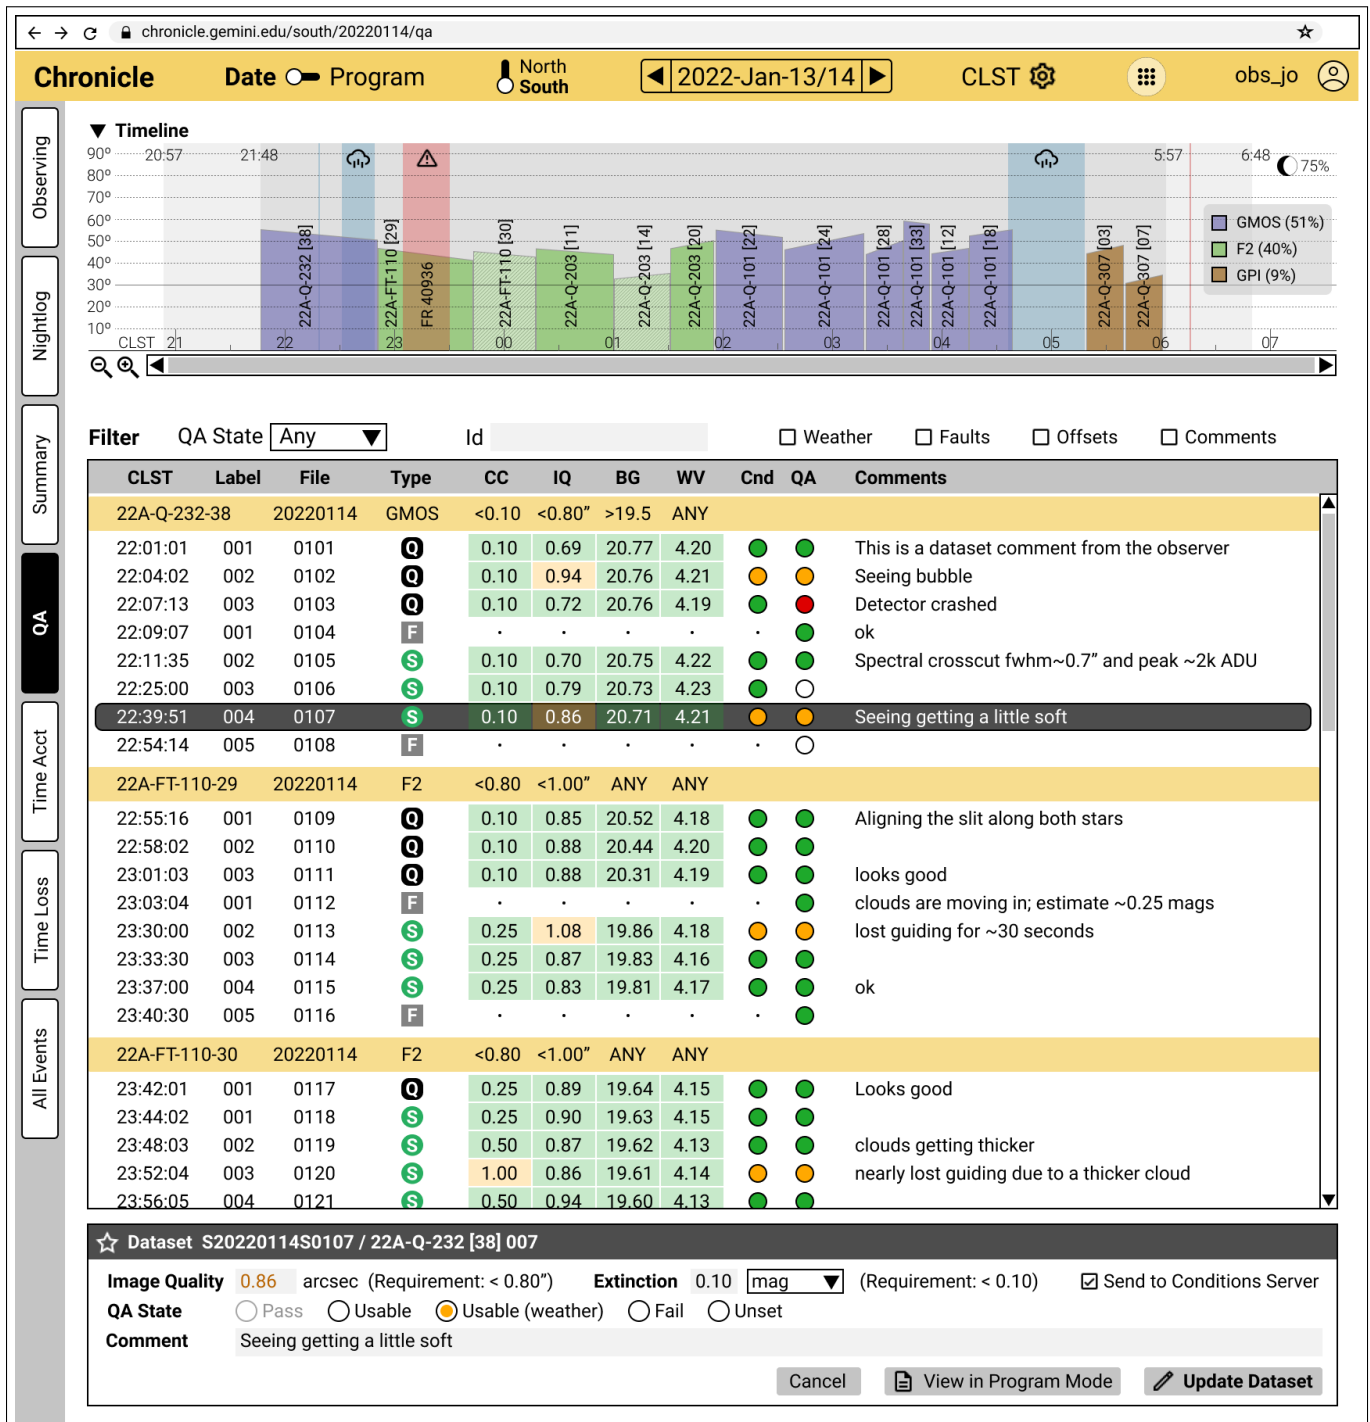 chronicle.gemini.edu/south/20220114/qa
Chronicle Date Program North South 2022-Jan-13/14 CLST obs_jo
Observing
Nightlog
Summary
QA
Time Acct
Time Loss
All Events
▼ Timeline
90º 20:57 21:48 5:57 6:48 75%
80º
70º
60º
50º
40º
30º
20º
10º
22A-Q-232 [38]
22A-FT-110 [29]
FR 40936
22A-FT-110 [30]
22A-Q-203 [11]
22A-Q-203 [14]
22A-Q-203 [20]
22A-Q-101 [22]
22A-Q-101 [24]
22A-Q-101 [28]
22A-Q-101 [33]
22A-Q-101 [12]
22A-Q-101 [18]
22A-Q-307 [03]
22A-Q-307 [07]
GMOS (51%)
F2 (40%)
GPI (9%)
CLST 21 22 23 00 01 02 03 04 05 06 07
Filter QA State Any Id Weather Faults Offsets Comments
CLST Label File Type CC IQ BG WV Cnd QA Comments
22A-Q-232-38 20220114 GMOS <0.10 <0.80” >19.5 ANY
22:01:01 001 0101 Q 0.10 0.69 20.77 4.20 This is a dataset comment from the observer
22:04:02 002 0102 Q 0.10 0.94 20.76 4.21 Seeing bubble
22:07:13 003 0103 Q 0.10 0.72 20.76 4.19 Detector crashed
22:09:07 001 0104 F · · · · · ok
22:11:35 002 0105 S 0.10 0.70 20.75 4.22 Spectral crosscut fwhm~0.7” and peak ~2k ADU
22:25:00 003 0106 S 0.10 0.79 20.73 4.23
22:39:51 004 0107 S 0.10 0.86 20.71 4.21 Seeing getting a little soft
22:54:14 005 0108 F · · · · ·
22A-FT-110-29 20220114 F2 <0.80 <1.00” ANY ANY
22:55:16 001 0109 Q 0.10 0.85 20.52 4.18 Aligning the slit along both stars
22:58:02 002 0110 Q 0.10 0.88 20.44 4.20
23:01:03 003 0111 Q 0.10 0.88 20.31 4.19 looks good
23:03:04 001 0112 F · · · · · clouds are moving in; estimate ~0.25 mags
23:30:00 002 0113 S 0.25 1.08 19.86 4.18 lost guiding for ~30 seconds
23:33:30 003 0114 S 0.25 0.87 19.83 4.16
23:37:00 004 0115 S 0.25 0.83 19.81 4.17 ok
23:40:30 005 0116 F · · · · ·
22A-FT-110-30 20220114 F2 <0.80 <1.00” ANY ANY
23:42:01 001 0117 Q 0.25 0.89 19.64 4.15 Looks good
23:44:02 001 0118 S 0.25 0.90 19.63 4.15
23:48:03 002 0119 S 0.50 0.87 19.62 4.13 clouds getting thicker
23:52:04 003 0120 S 1.00 0.86 19.61 4.14 nearly lost guiding due to a thicker cloud
23:56:05 004 0121 S 0.50 0.94 19.60 4.13
Dataset S20220114S0107 / 22A-Q-232 [38] 007
Image Quality 0.86 arcsec (Requirement: < 0.80”) Extinction 0.10 mag (Requirement: < 0.10) Send to Conditions Server
QA State Pass Usable Usable (weather) Fail Unset
Comment Seeing getting a little soft
Cancel View in Program Mode Update Dataset